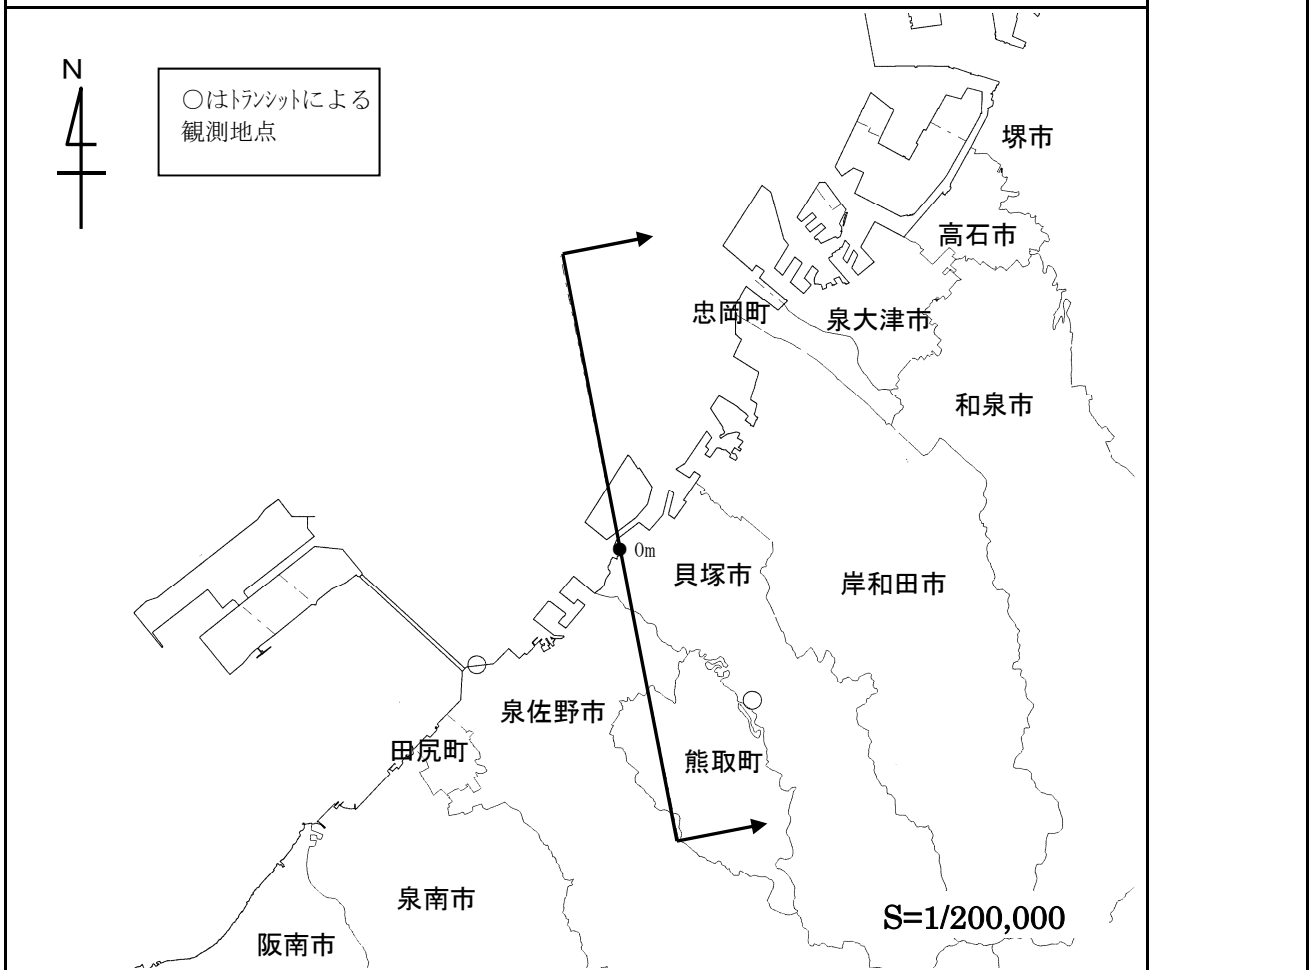 N
○はﾄﾗﾝｼｯﾄによる
観測地点
堺市
高石市
忠岡町
泉大津市
和泉市
0m
貝塚市
岸和田市
泉佐野市
田尻町
熊取町
泉南市
S=1/200,000
阪南市